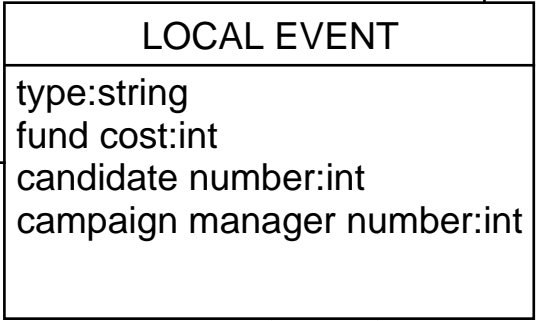 LOCAL EVENT
type:string
fund cost:int
candidate number:int
campaign manager number:int